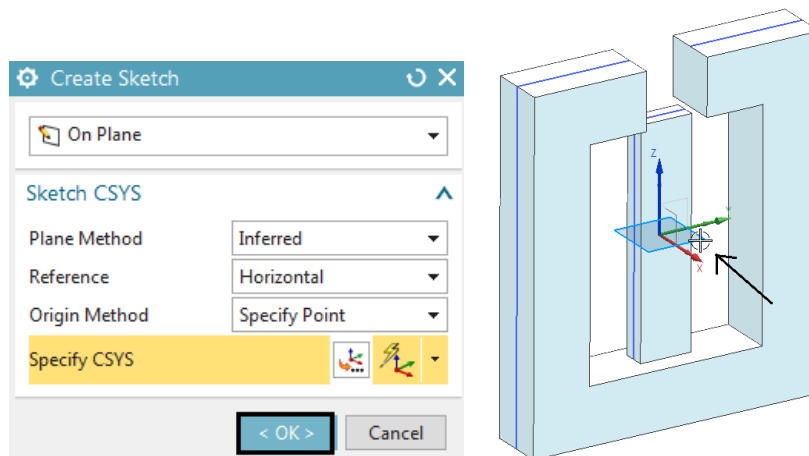 Create Sketch
On Plane
Sketch CSYS
Plane Method Inferred
Reference Horizontal
Origin Method Specify Point
Specify CSYS
< OK > Cancel
Z
Y
X